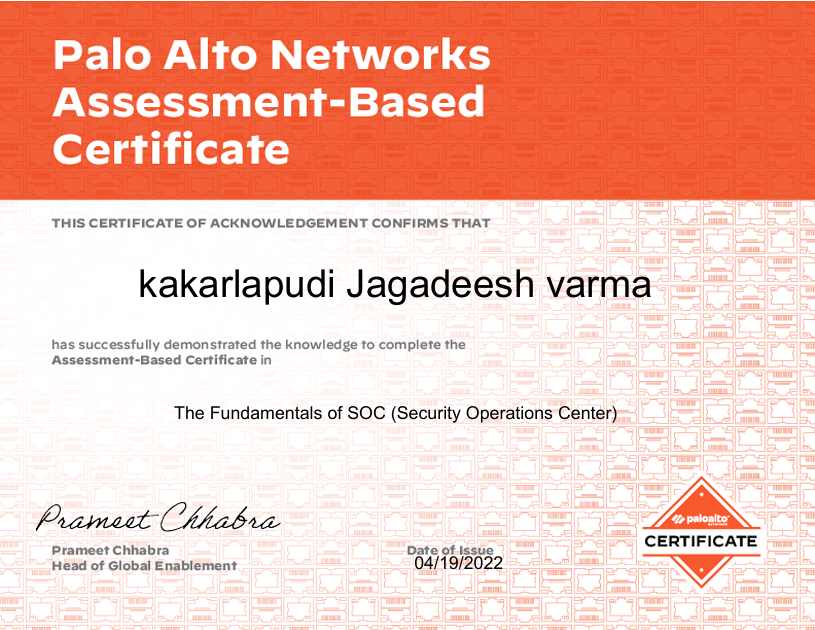 Palo Alto Networks
Assessment-Based
Certificate
THIS CERTIFICATE OF ACKNOWLEDGEMENT CONFIRMS THAT
kakarlapudi Jagadeesh varma
has successfully demonstrated the knowledge to complete the
Assessment-Based Certificate in
The Fundamentals of SOC (Security Operations Center)
Prameet Chhabra
Prameet Chhabra
Head of Global Enablement
Date of Issue
04/19/2022
paloalto
NETWORKS
CERTIFICATE